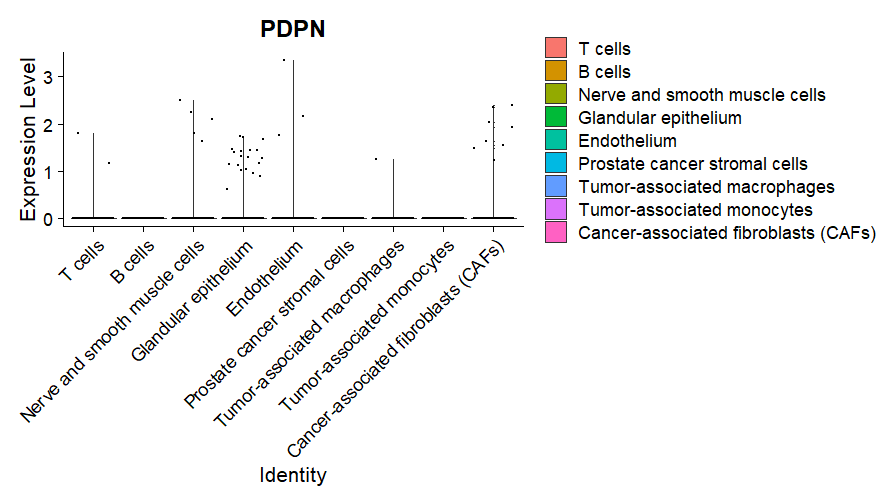 PDPN
Expression Level
3
2
1
0
T cells
B cells
Nerve and smooth muscle cells
Glandular epithelium
Endothelium
Prostate cancer stromal cells
Tumor-associated macrophages
Tumor-associated monocytes
Cancer-associated fibroblasts (CAFs)
Identity
T cells
B cells
Nerve and smooth muscle cells
Glandular epithelium
Endothelium
Prostate cancer stromal cells
Tumor-associated macrophages
Tumor-associated monocytes
Cancer-associated fibroblasts (CAFs)